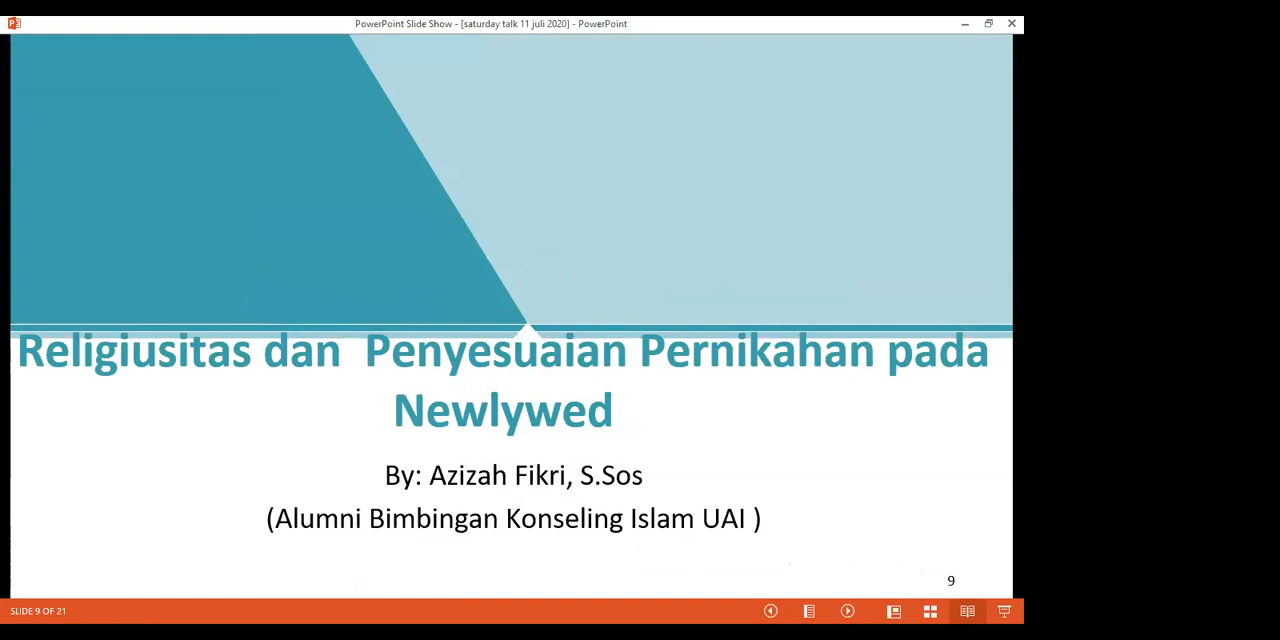 PowerPoint Slide Show - [saturday talk 11 juli 2020] - PowerPoint
Religiusitas dan Penyesuaian Pernikahan pada
Newlywed
By: Azizah Fikri, S.Sos
(Alumni Bimbingan Konseling Islam UAI )
9
SLIDE 9 OF 21